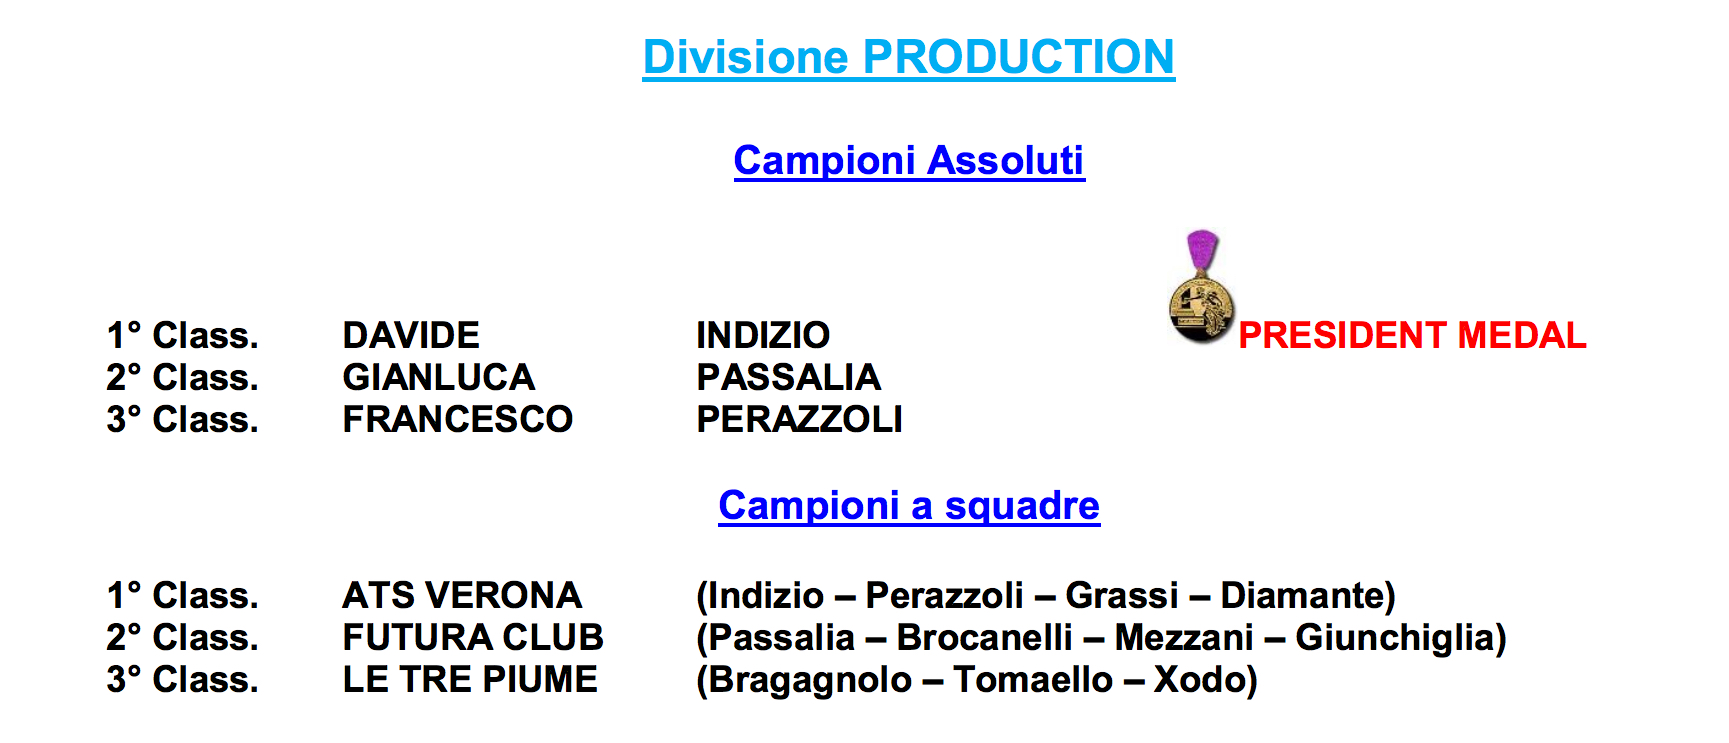 Divisione PRODUCTION
Campioni Assoluti
1° Class. DAVIDE INDIZIO PRESIDENT MEDAL
2° Class. GIANLUCA PASSALIA
3° Class. FRANCESCO PERAZZOLI
Campioni a squadre
1° Class. ATS VERONA (Indizio – Perazzoli – Grassi – Diamante)
2° Class. FUTURA CLUB (Passalia – Brocanelli – Mezzani – Giunchiglia)
3° Class. LE TRE PIUME (Bragagnolo – Tomaello – Xodo)